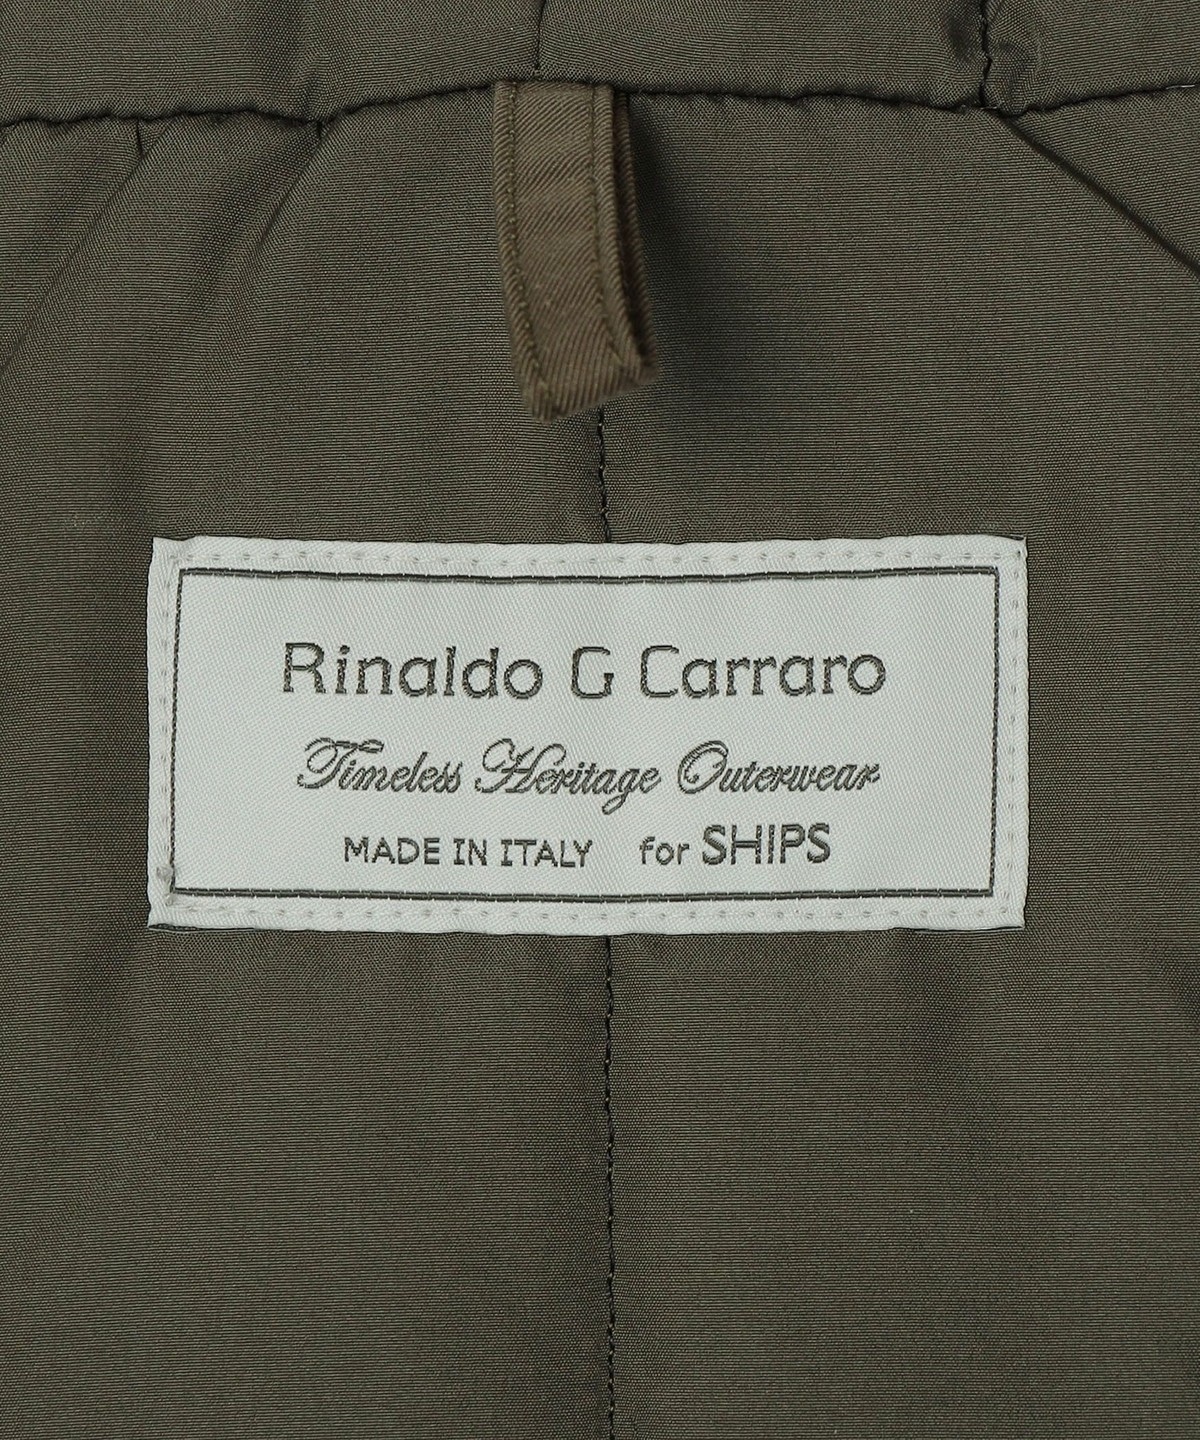 Rinaldo G Carraro
Timeless Heritage Outerwear
MADE IN ITALY for SHIPS